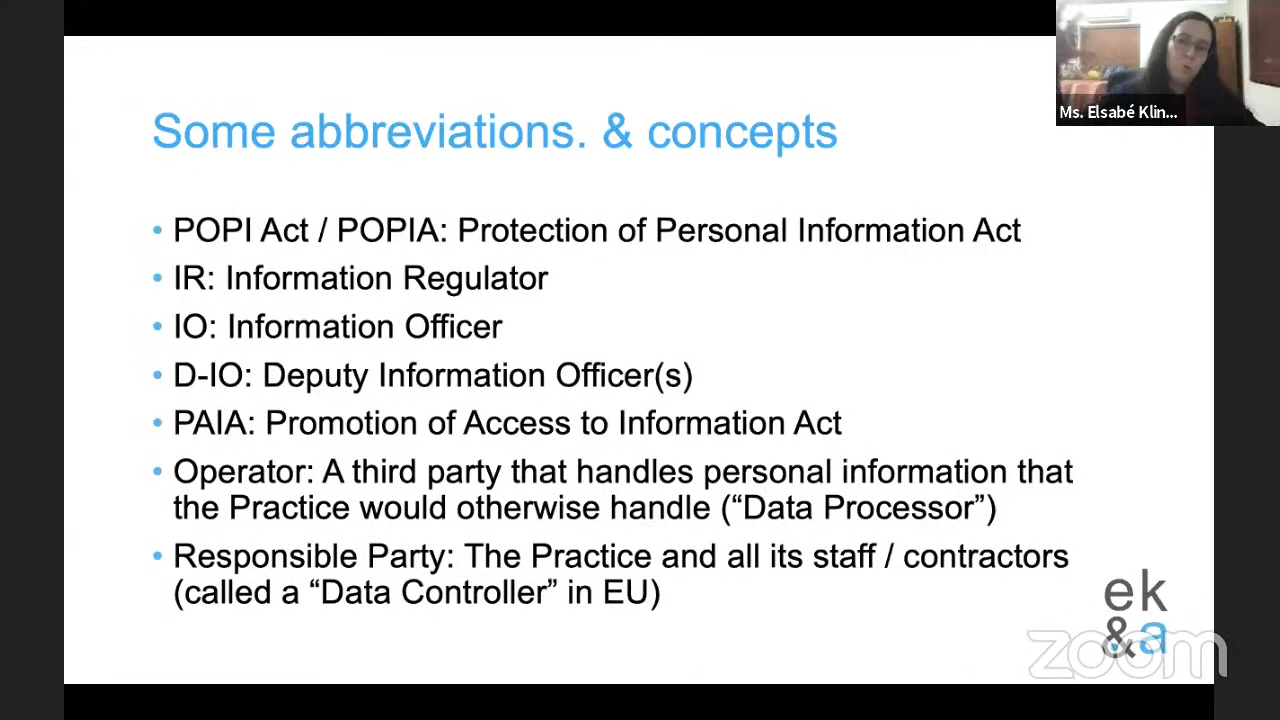 Ms. Elsabé Klin...
Some abbreviations. & concepts
• POPI Act / POPIA: Protection of Personal Information Act
• IR: Information Regulator
• IO: Information Officer
• D-IO: Deputy Information Officer(s)
• PAIA: Promotion of Access to Information Act
• Operator: A third party that handles personal information that
the Practice would otherwise handle (“Data Processor”)
• Responsible Party: The Practice and all its staff / contractors
(called a “Data Controller” in EU)
ek
&a
zoom